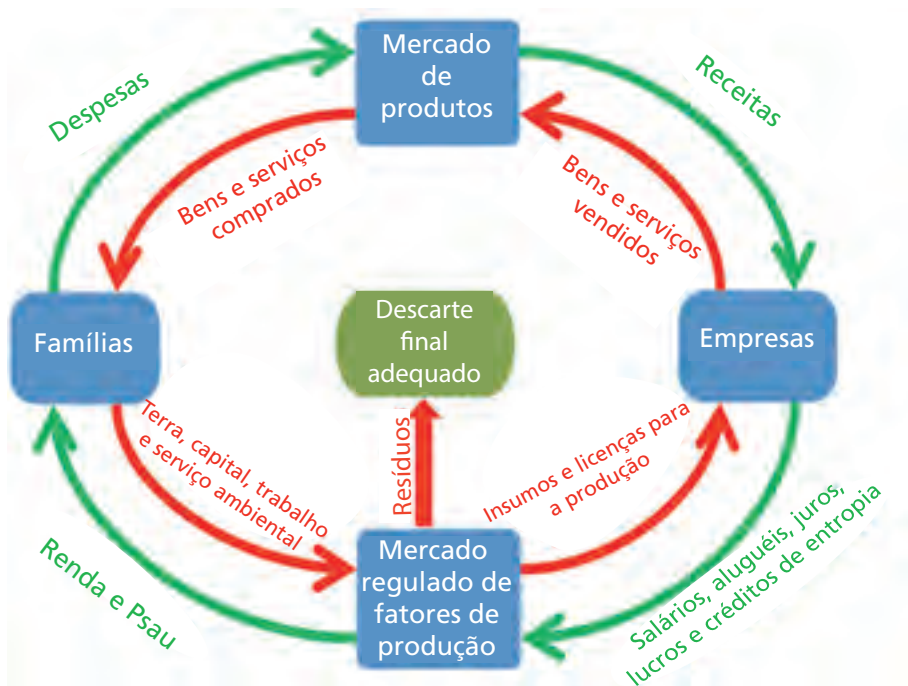 Mercado
de
produtos
Despesas
Receitas
Bens e serviços
comprados
Bens e serviços
vendidos
Famílias
Descarte
final
adequado
Empresas
Terra, capital, trabalho
e serviço ambiental
Resíduos
Insumos e licenças para
a produção
Renda e Psau
Mercado
regulado de
fatores de
produção
Salários, aluguéis, juros,
lucros e créditos de entropia